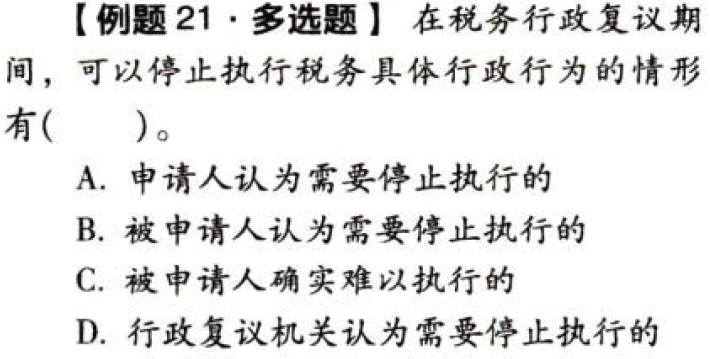 【例题 21·多选题】 在税务行政复议期
间，可以停止执行税务具体行政行为的情形
有(　　)。
A. 申请人认为需要停止执行的
B. 被申请人认为需要停止执行的
C. 被申请人确实难以执行的
D. 行政复议机关认为需要停止执行的